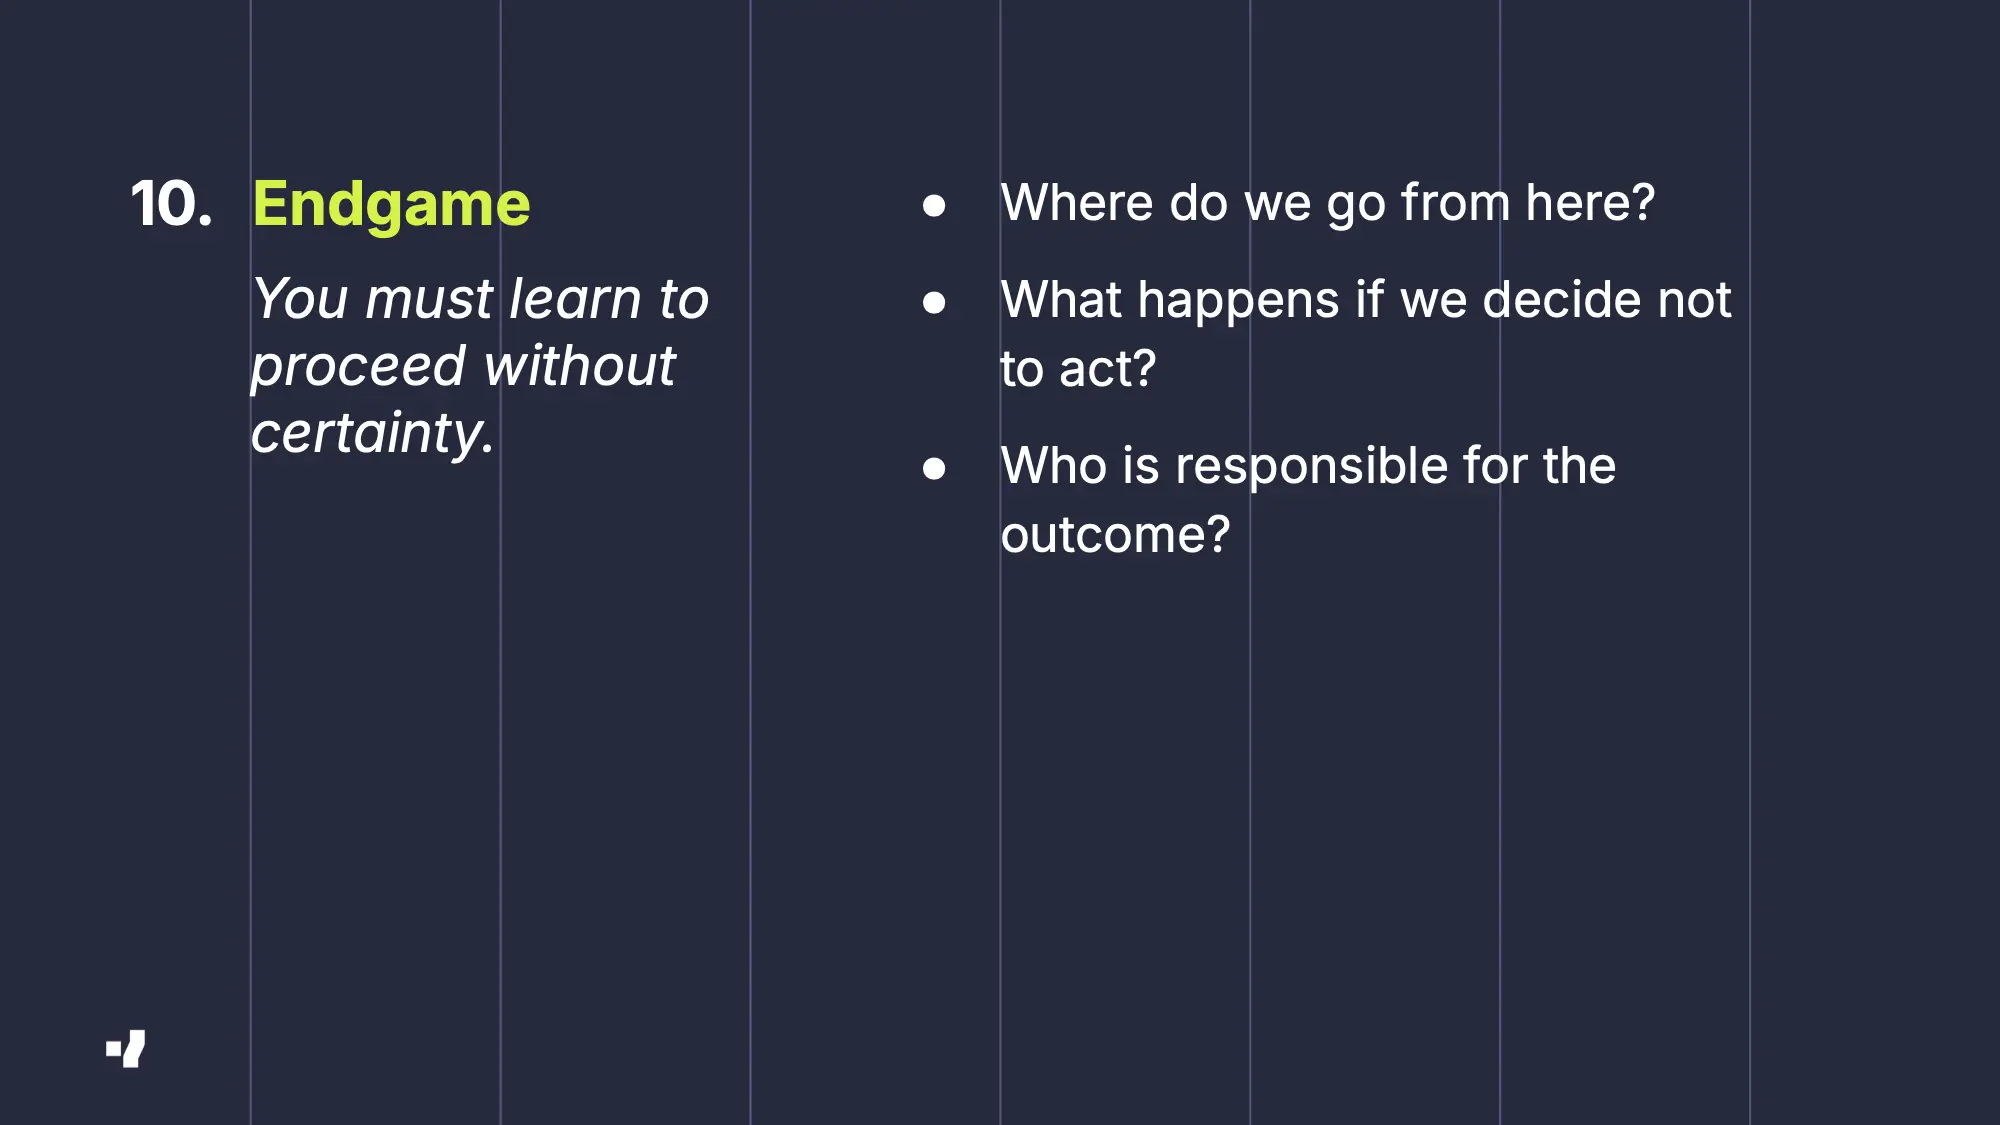 10. Endgame
You must learn to
proceed without
certainty.
● Where do we go from here?
● What happens if we decide not
to act?
● Who is responsible for the
outcome?